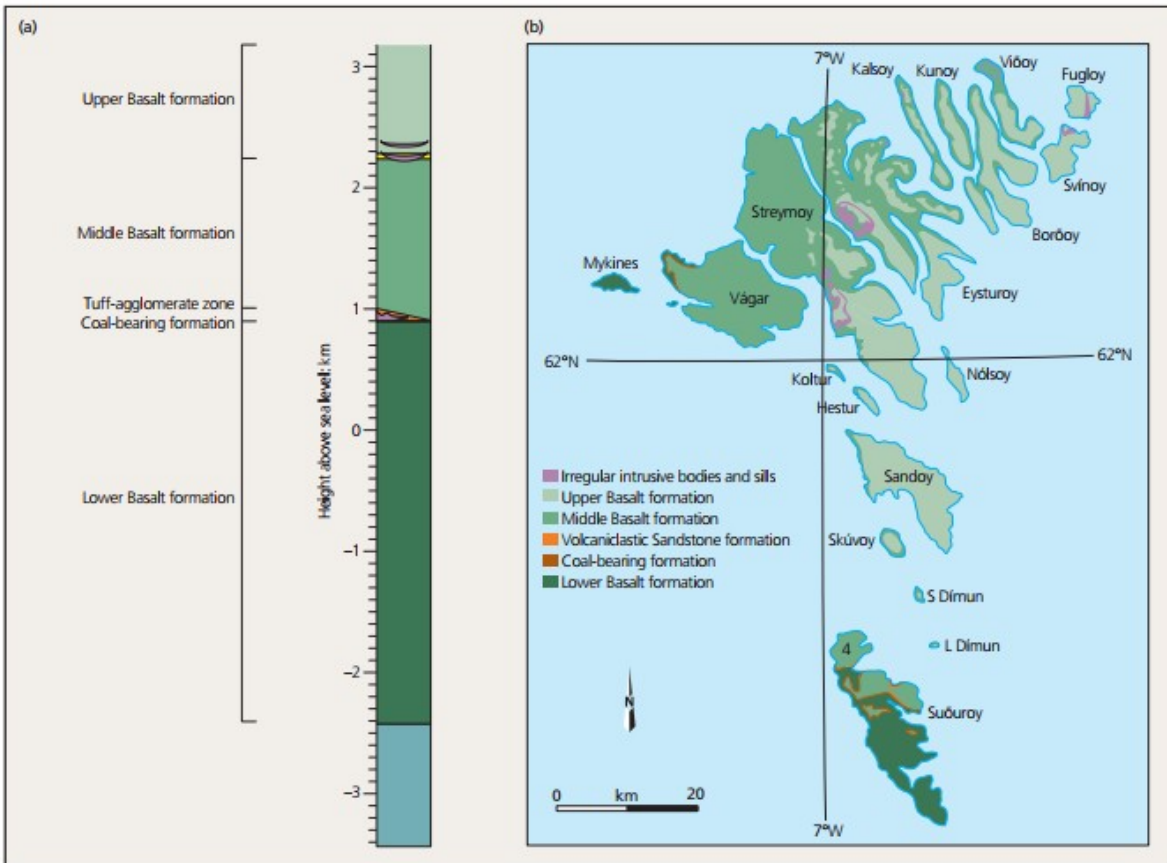 (a)
Upper Basalt formation
Middle Basalt formation
Tuff-agglomerate zone
Coal-bearing formation
Lower Basalt formation
Height above sea level: km
3
2
1
0
–1
–2
–3
(b)
7°W
Kalsoy
Kunoy
Viðoy
Fugloy
Svínoy
Borðoy
Streymoy
Eysturoy
Mykines
Vágar
62°N
62°N
Koltur
Nólsoy
Hestur
Sandoy
Irregular intrusive bodies and sills
Upper Basalt formation
Middle Basalt formation
Volcaniclastic Sandstone formation
Coal-bearing formation
Lower Basalt formation
Skúvoy
S Dímun
L Dímun
4
Suðuroy
N
0 km 20
7°W